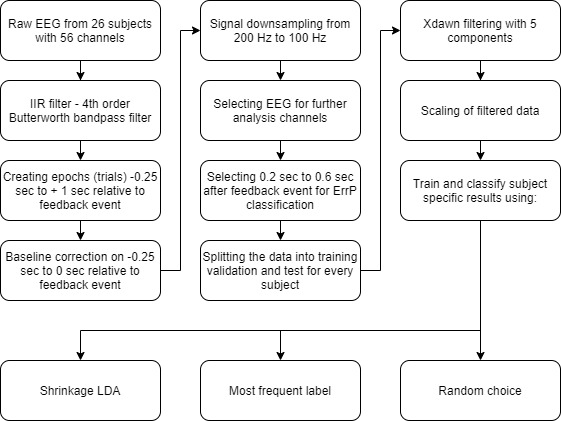 Raw EEG from 26 subjects
with 56 channels
IIR filter - 4th order
Butterworth bandpass filter
Creating epochs (trials) -0.25
sec to + 1 sec relative to
feedback event
Baseline correction on -0.25
sec to 0 sec relative to
feedback event
Signal downsampling from
200 Hz to 100 Hz
Selecting EEG for further
analysis channels
Selecting 0.2 sec to 0.6 sec
after feedback event for ErrP
classification
Splitting the data into training
validation and test for every
subject
Xdawn filtering with 5
components
Scaling of filtered data
Train and classify subject
specific results using:
Shrinkage LDA
Most frequent label
Random choice